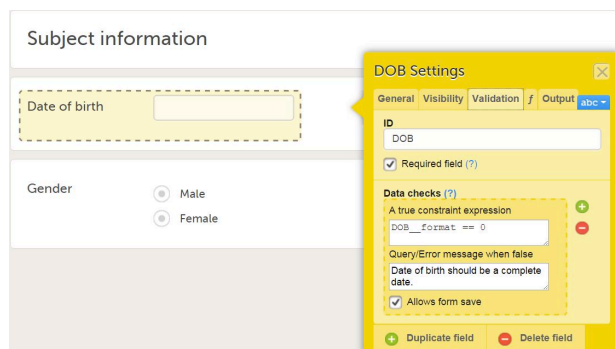 Subject information
Date of birth
Gender
Male
Female
DOB Settings
General Visibility Validation ƒ Output abc
ID
DOB
Required field (?)
Data checks (?)
A true constraint expression
DOB__format == 0
Query/Error message when false
Date of birth should be a complete
date.
Allows form save
Duplicate field Delete field